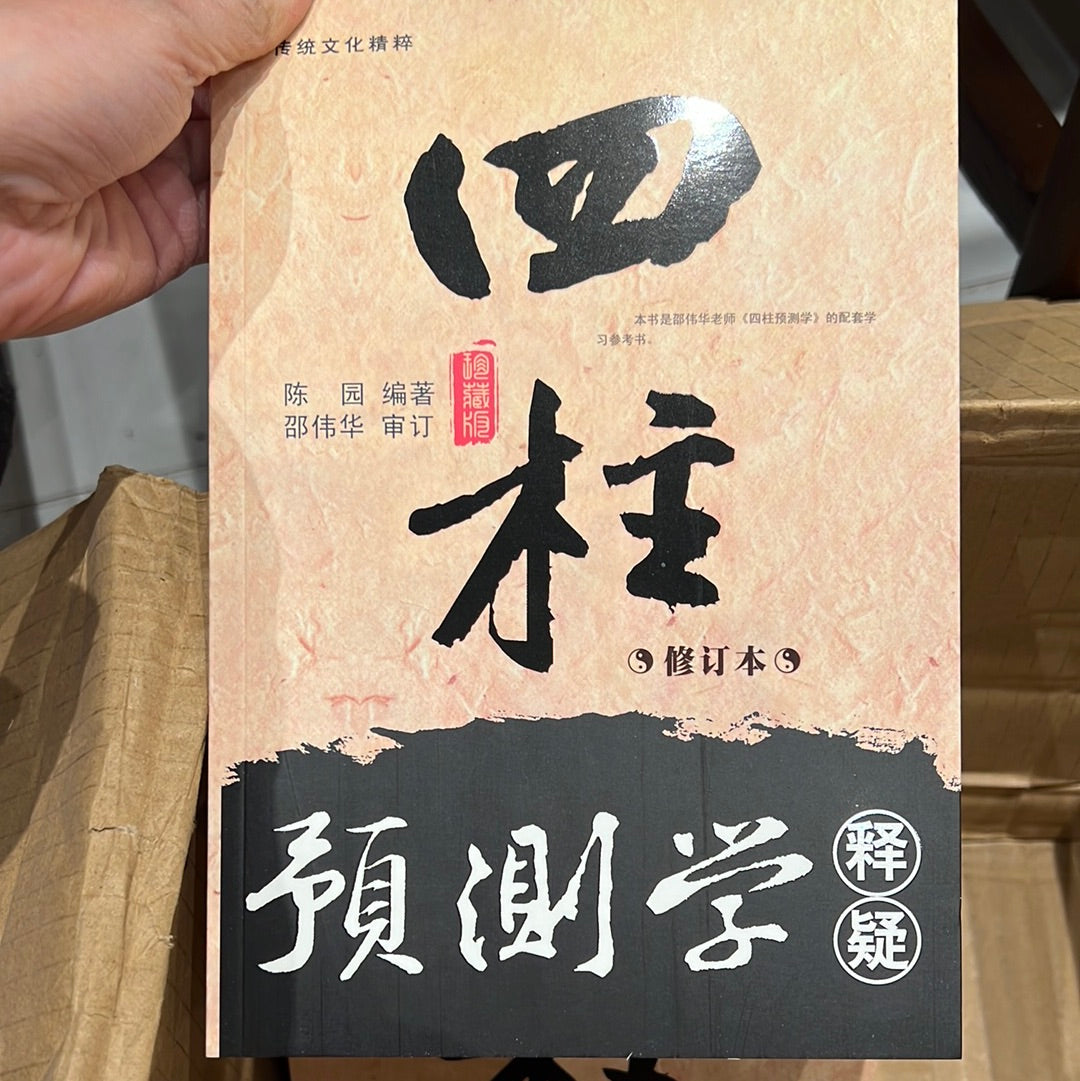 传统文化精粹
四
本书是邵伟华老师《四柱预测学》的配套学
习参考书。
陈园 编著
邵伟华 审订
珍藏版
柱
修订本
預測学
释疑